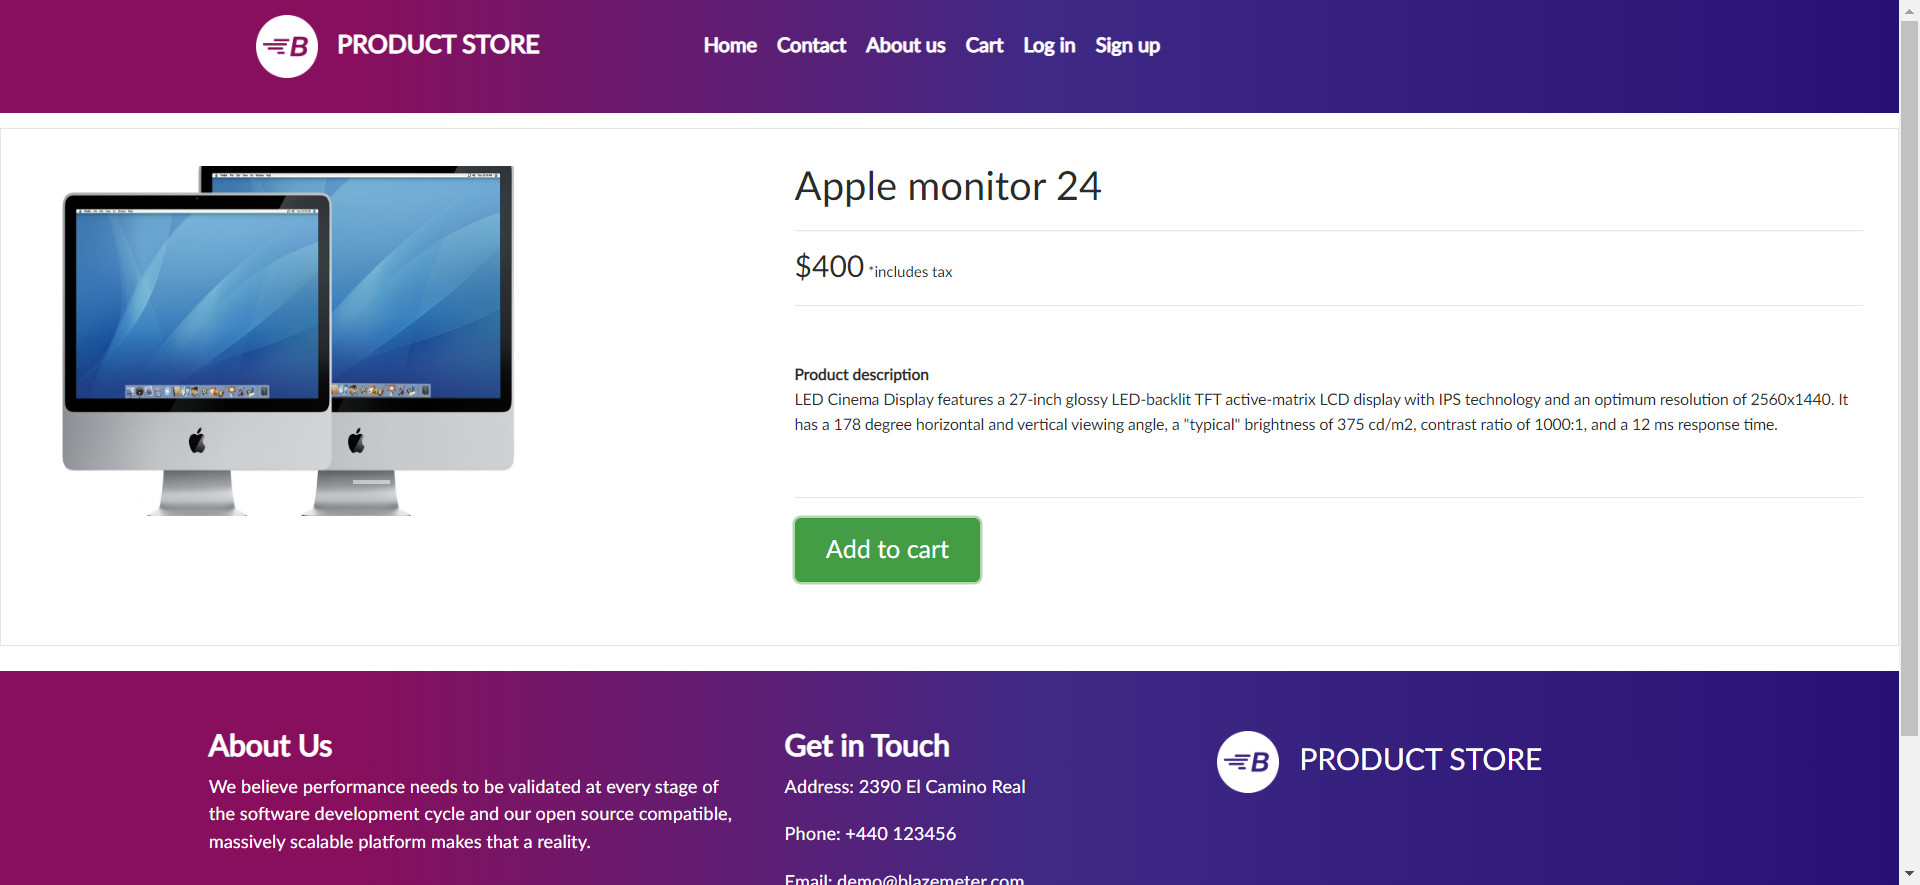 B PRODUCT STORE
Home Contact About us Cart Log in Sign up
Apple monitor 24
$400 *includes tax
Product description
LED Cinema Display features a 27-inch glossy LED-backlit TFT active-matrix LCD display with IPS technology and an optimum resolution of 2560x1440. It
has a 178 degree horizontal and vertical viewing angle, a "typical" brightness of 375 cd/m2, contrast ratio of 1000:1, and a 12 ms response time.
Add to cart
About Us
We believe performance needs to be validated at every stage of
the software development cycle and our open source compatible,
massively scalable platform makes that a reality.
Get in Touch
Address: 2390 El Camino Real
Phone: +440 123456
Email: demo@blazemeter.com
B PRODUCT STORE